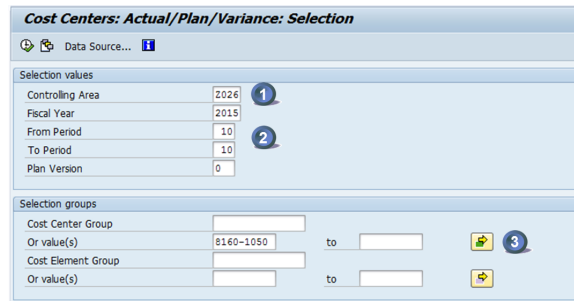 Cost Centers: Actual/Plan/Variance: Selection
Data Source...
Selection values
Controlling Area Z026 1
Fiscal Year 2015
From Period 10 2
To Period 10
Plan Version 0
Selection groups
Cost Center Group
Or value(s) 8160-1050 to 3
Cost Element Group
Or value(s) to